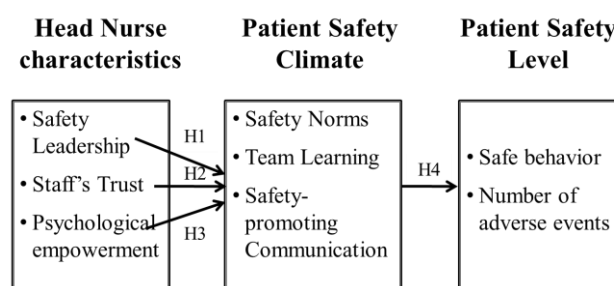 Head Nurse
characteristics
Patient Safety
Climate
Patient Safety
Level
• Safety
Leadership
• Staff's Trust
• Psychological
empowerment
H1
H2
H3
• Safety Norms
• Team Learning
• Safety-
promoting
Communication
H4
• Safe behavior
• Number of
adverse events